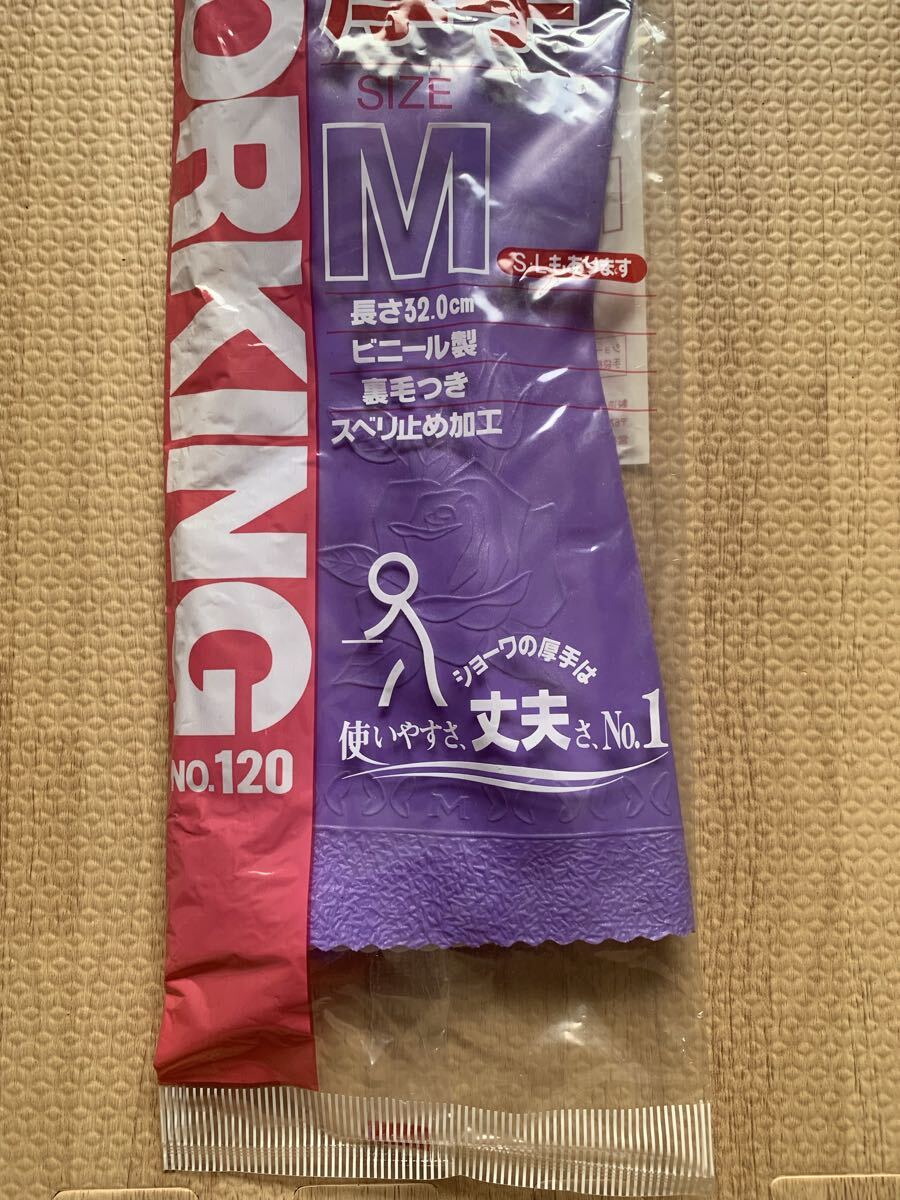 ORKING
NO.120
厚手
SIZE
M
S・Lもあります
長さ32.0cm
ビニール製
裏毛つき
スベリ止め加工
ショーワの厚手は
使いやすさ、丈夫さ、No.1
M